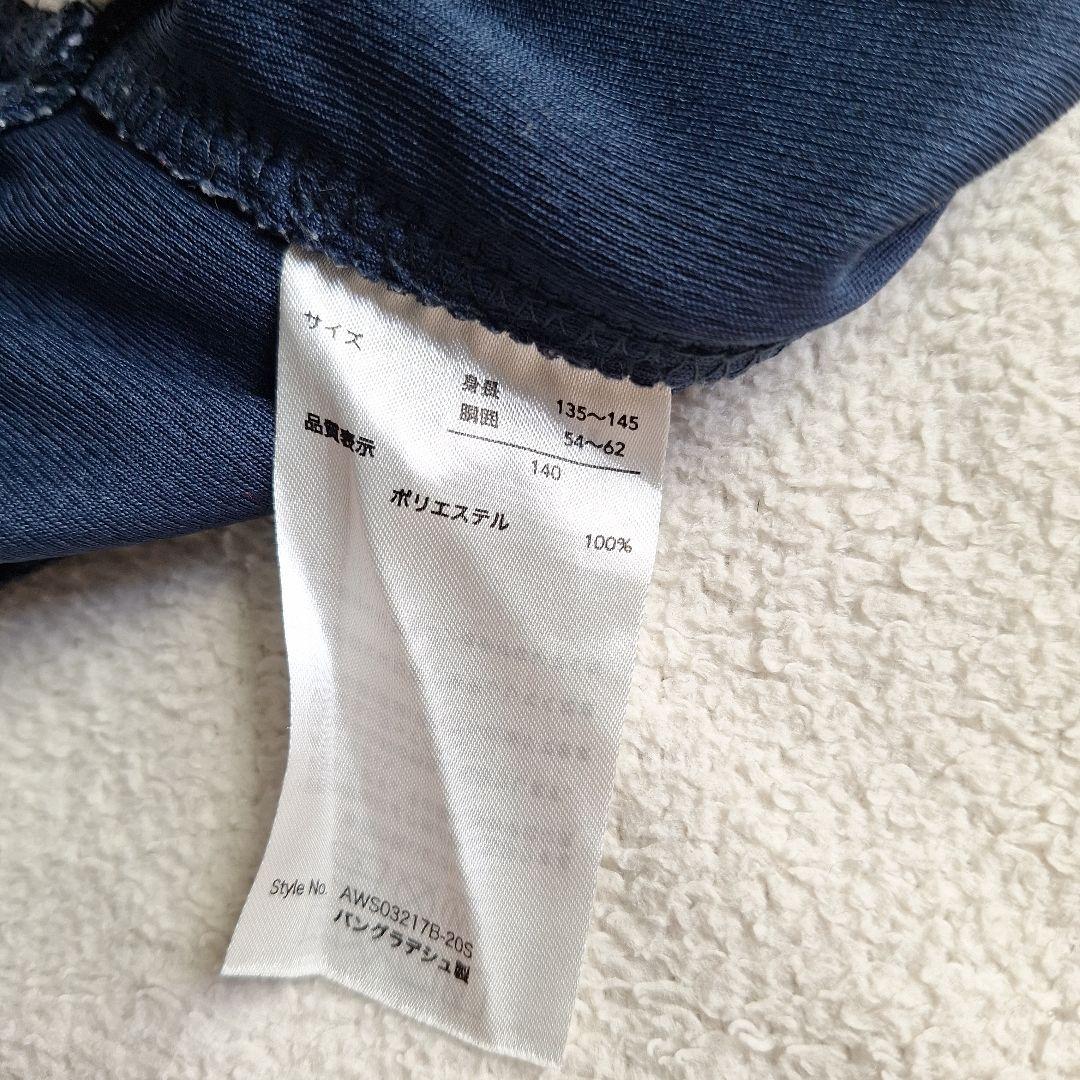 サイズ
身長 135～145
胴囲 54～62
140
品質表示
ポリエステル
100%
Style No. AWS03217B-20S
バングラデシュ製